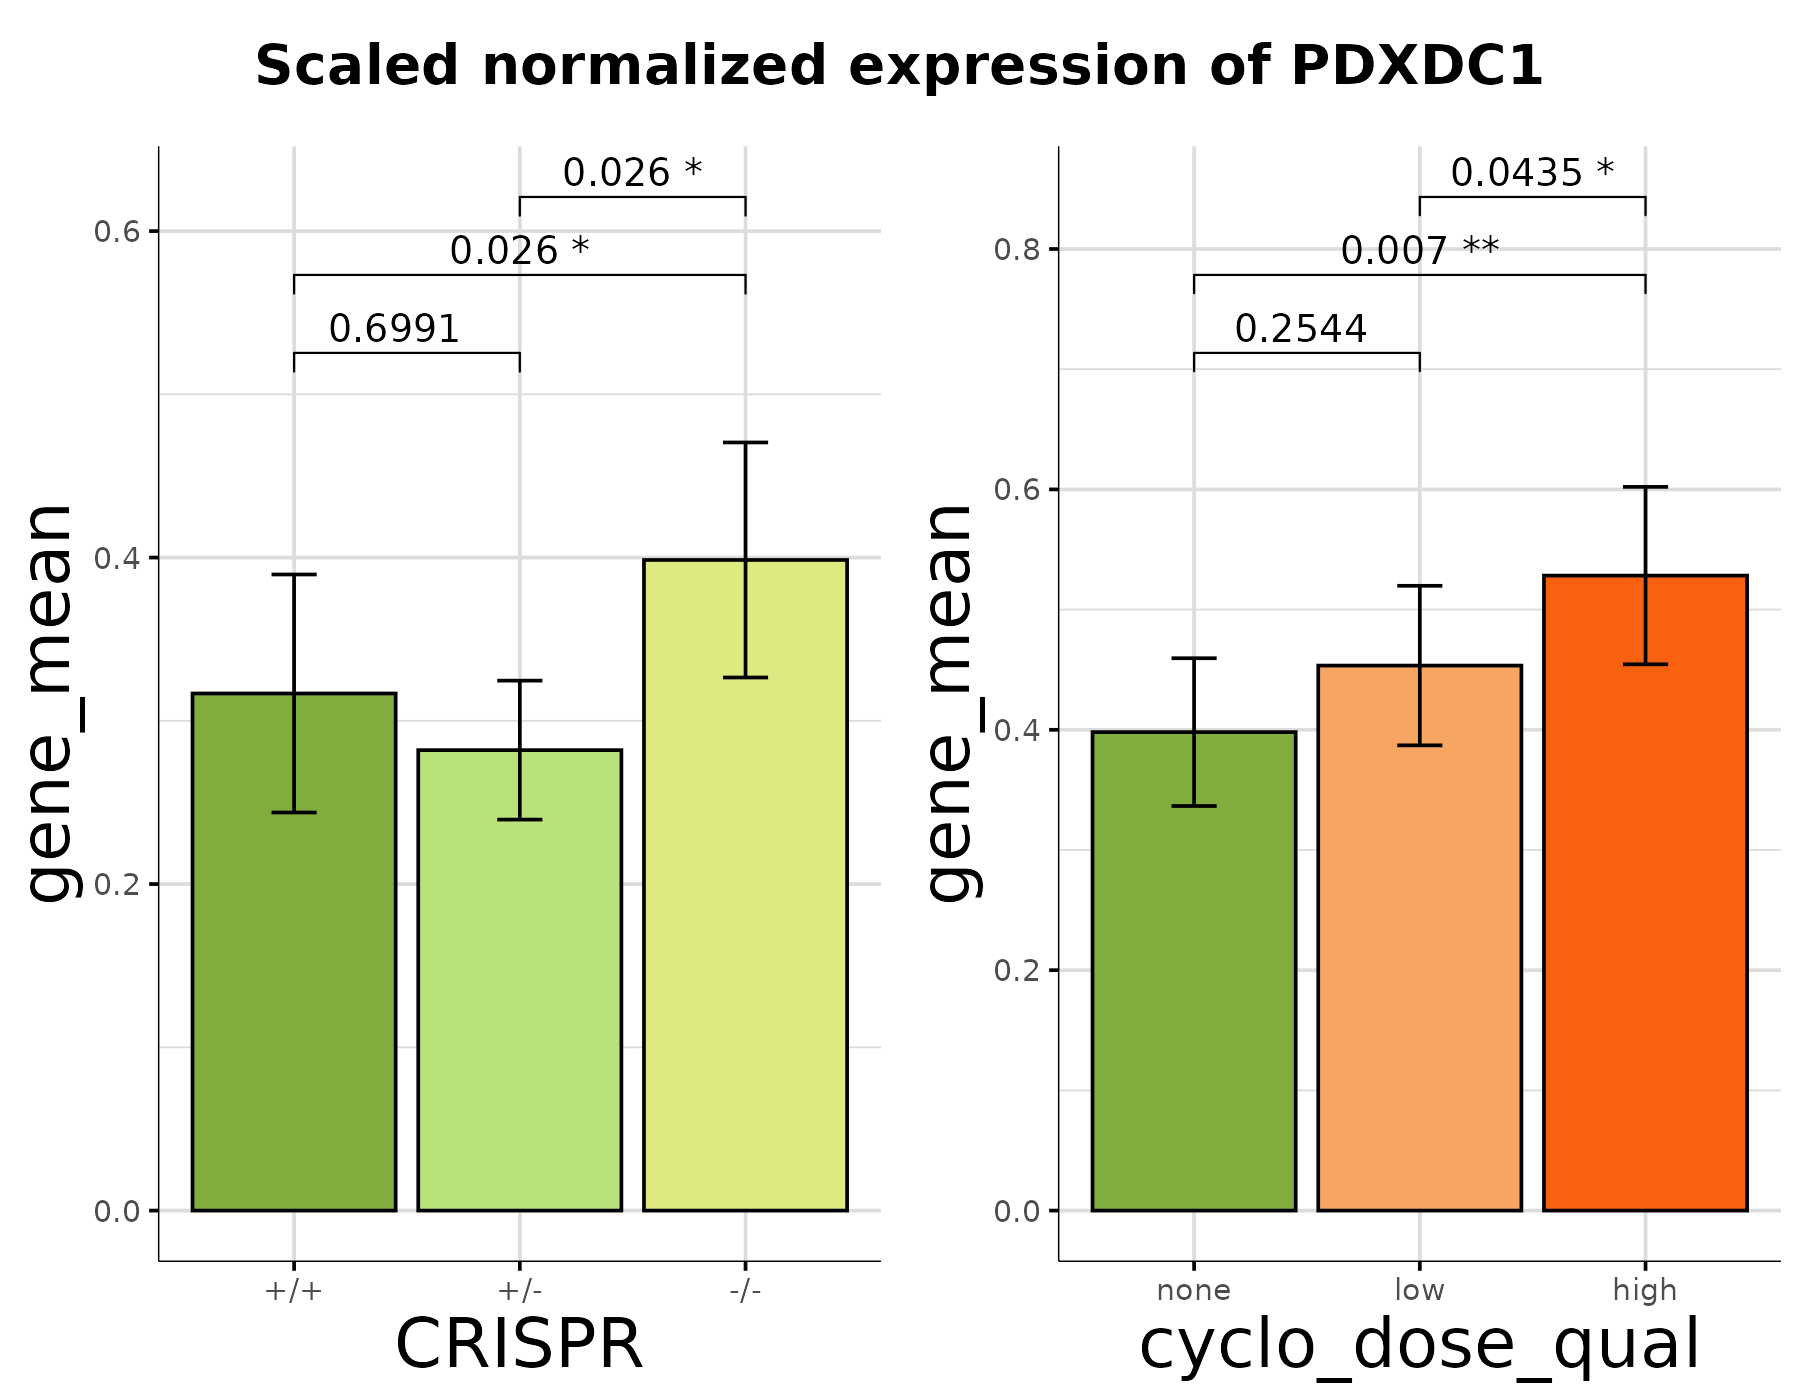 Scaled normalized expression of PDXDC1
gene_mean
0.6
0.4
0.2
0.0
0.026 *
0.026 *
0.6991
+/+ +/- -/-
CRISPR
gene_mean
0.8
0.6
0.4
0.2
0.0
0.0435 *
0.007 **
0.2544
none low high
cyclo_dose_qual